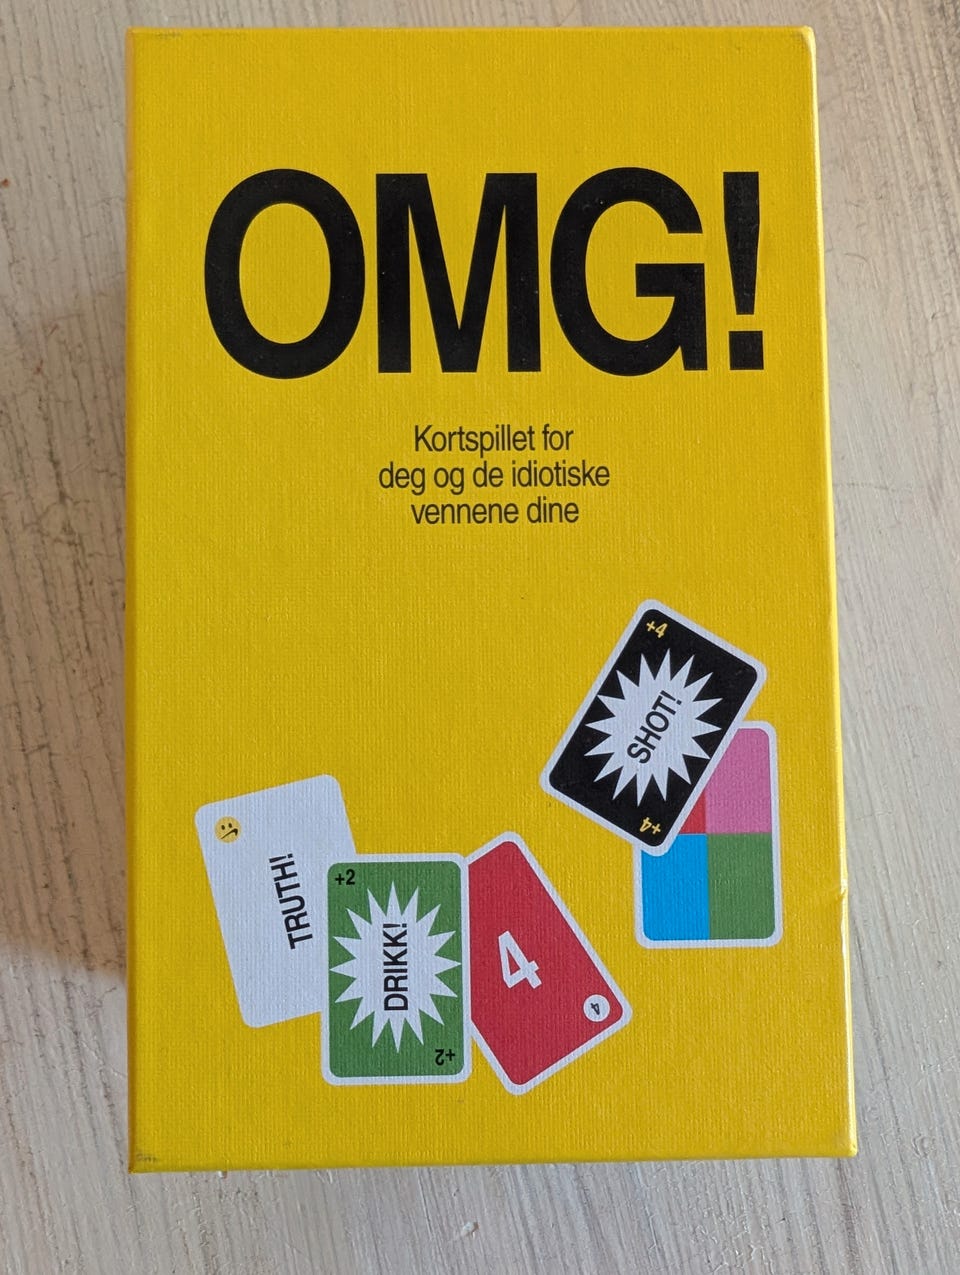 OMG!
Kortspillet for
deg og de idiotiske
vennene dine
+4
SHOT!
+4
TRUTH!
+2
DRIKK!
+2
4
4